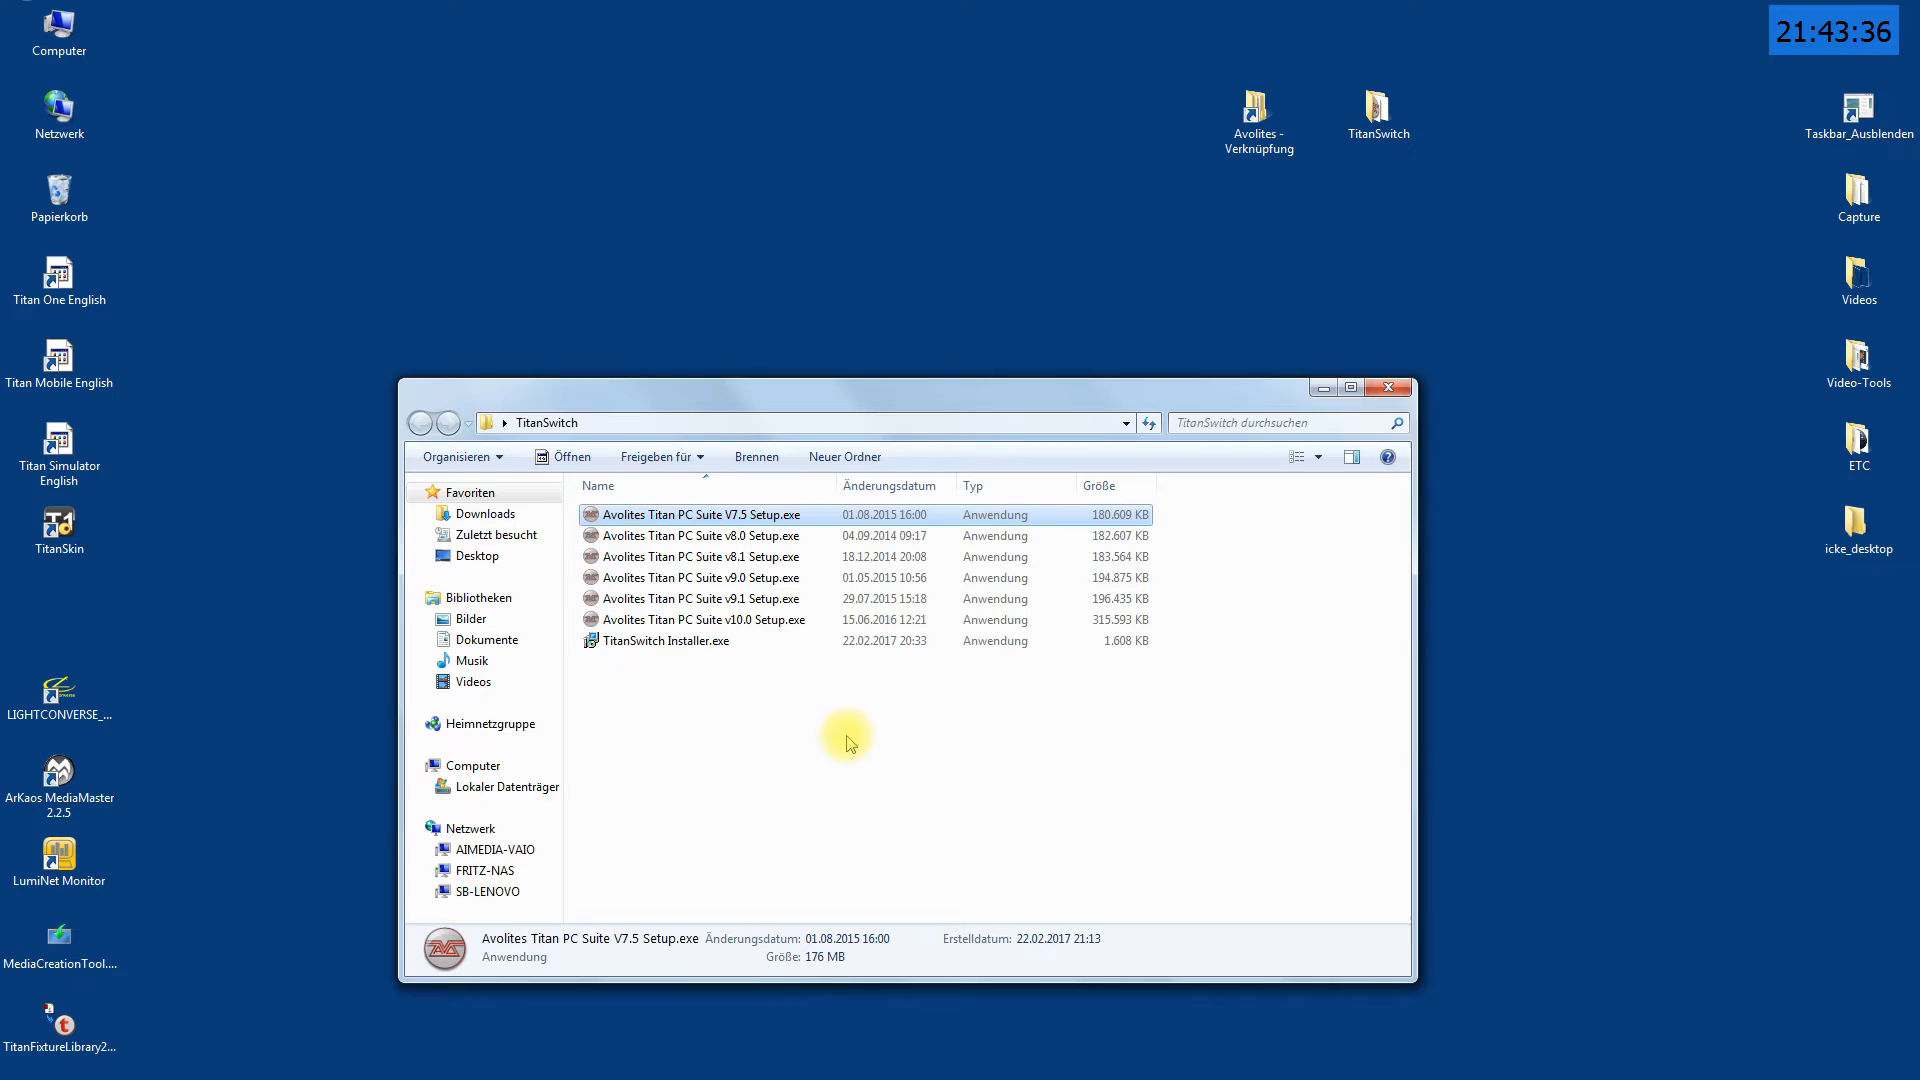 Computer
Netzwerk
Papierkorb
Titan One English
Titan Mobile English
Titan Simulator
English
TitanSkin
LIGHTCONVERSE_...
ArKaos MediaMaster
2.2.5
LumiNet Monitor
MediaCreationTool....
TitanFixtureLibrary2...
21:43:36
Avolites -
Verknüpfung
TitanSwitch
Taskbar_Ausblenden
Capture
Videos
Video-Tools
ETC
icke_desktop
TitanSwitch
TitanSwitch durchsuchen
Organisieren
Öffnen
Freigeben für
Brennen
Neuer Ordner
Favoriten
Downloads
Zuletzt besucht
Desktop
Bibliotheken
Bilder
Dokumente
Musik
Videos
Heimnetzgruppe
Computer
Lokaler Datenträger
Netzwerk
AIMEDIA-VAIO
FRITZ-NAS
SB-LENOVO
Name Änderungsdatum Typ Größe
Avolites Titan PC Suite V7.5 Setup.exe 01.08.2015 16:00 Anwendung 180.609 KB
Avolites Titan PC Suite v8.0 Setup.exe 04.09.2014 09:17 Anwendung 182.607 KB
Avolites Titan PC Suite v8.1 Setup.exe 18.12.2014 20:08 Anwendung 183.564 KB
Avolites Titan PC Suite v9.0 Setup.exe 01.05.2015 10:56 Anwendung 194.875 KB
Avolites Titan PC Suite v9.1 Setup.exe 29.07.2015 15:18 Anwendung 196.435 KB
Avolites Titan PC Suite v10.0 Setup.exe 15.06.2016 12:21 Anwendung 315.593 KB
TitanSwitch Installer.exe 22.02.2017 20:33 Anwendung 1.608 KB
Avolites Titan PC Suite V7.5 Setup.exe Änderungsdatum: 01.08.2015 16:00 Erstelldatum: 22.02.2017 21:13
Anwendung Größe: 176 MB